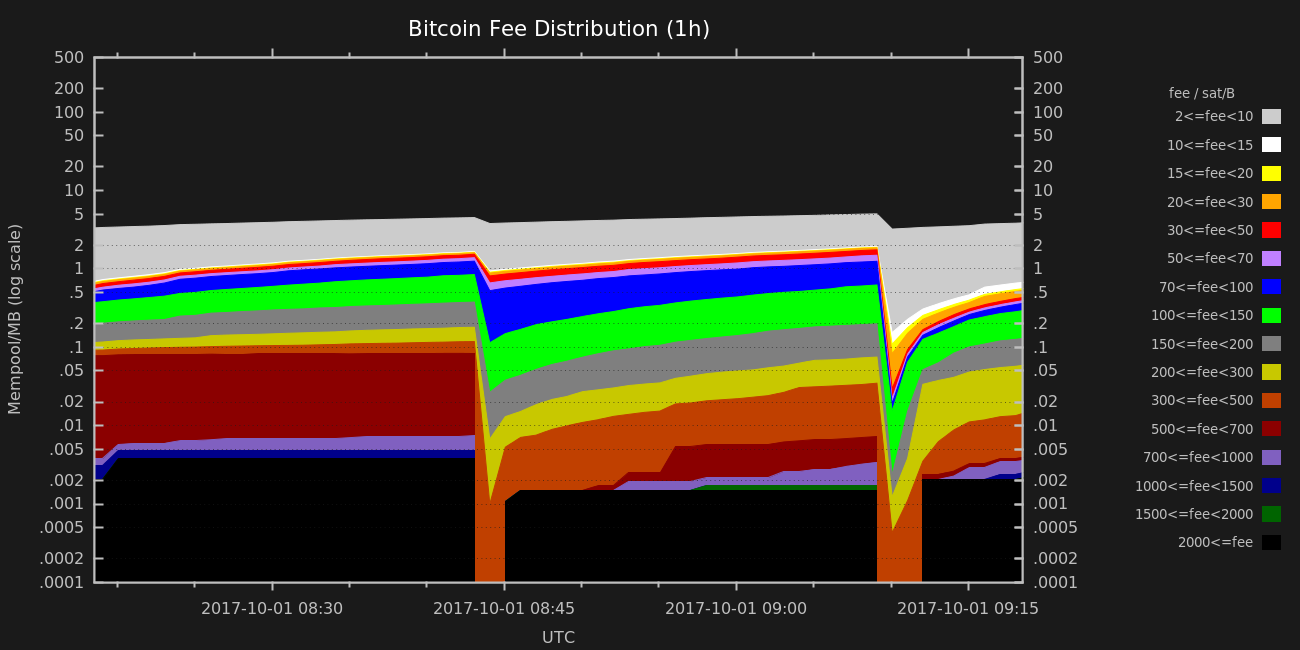 Bitcoin Fee Distribution (1h)
Mempool/MB (log scale)
500
200
100
50
20
10
5
2
1
.5
.2
.1
.05
.02
.01
.005
.002
.001
.0005
.0002
.0001
500
200
100
50
20
10
5
2
1
.5
.2
.1
.05
.02
.01
.005
.002
.001
.0005
.0002
.0001
2017-10-01 08:30
2017-10-01 08:45
2017-10-01 09:00
2017-10-01 09:15
UTC
fee / sat/B
2<=fee<10
10<=fee<15
15<=fee<20
20<=fee<30
30<=fee<50
50<=fee<70
70<=fee<100
100<=fee<150
150<=fee<200
200<=fee<300
300<=fee<500
500<=fee<700
700<=fee<1000
1000<=fee<1500
1500<=fee<2000
2000<=fee